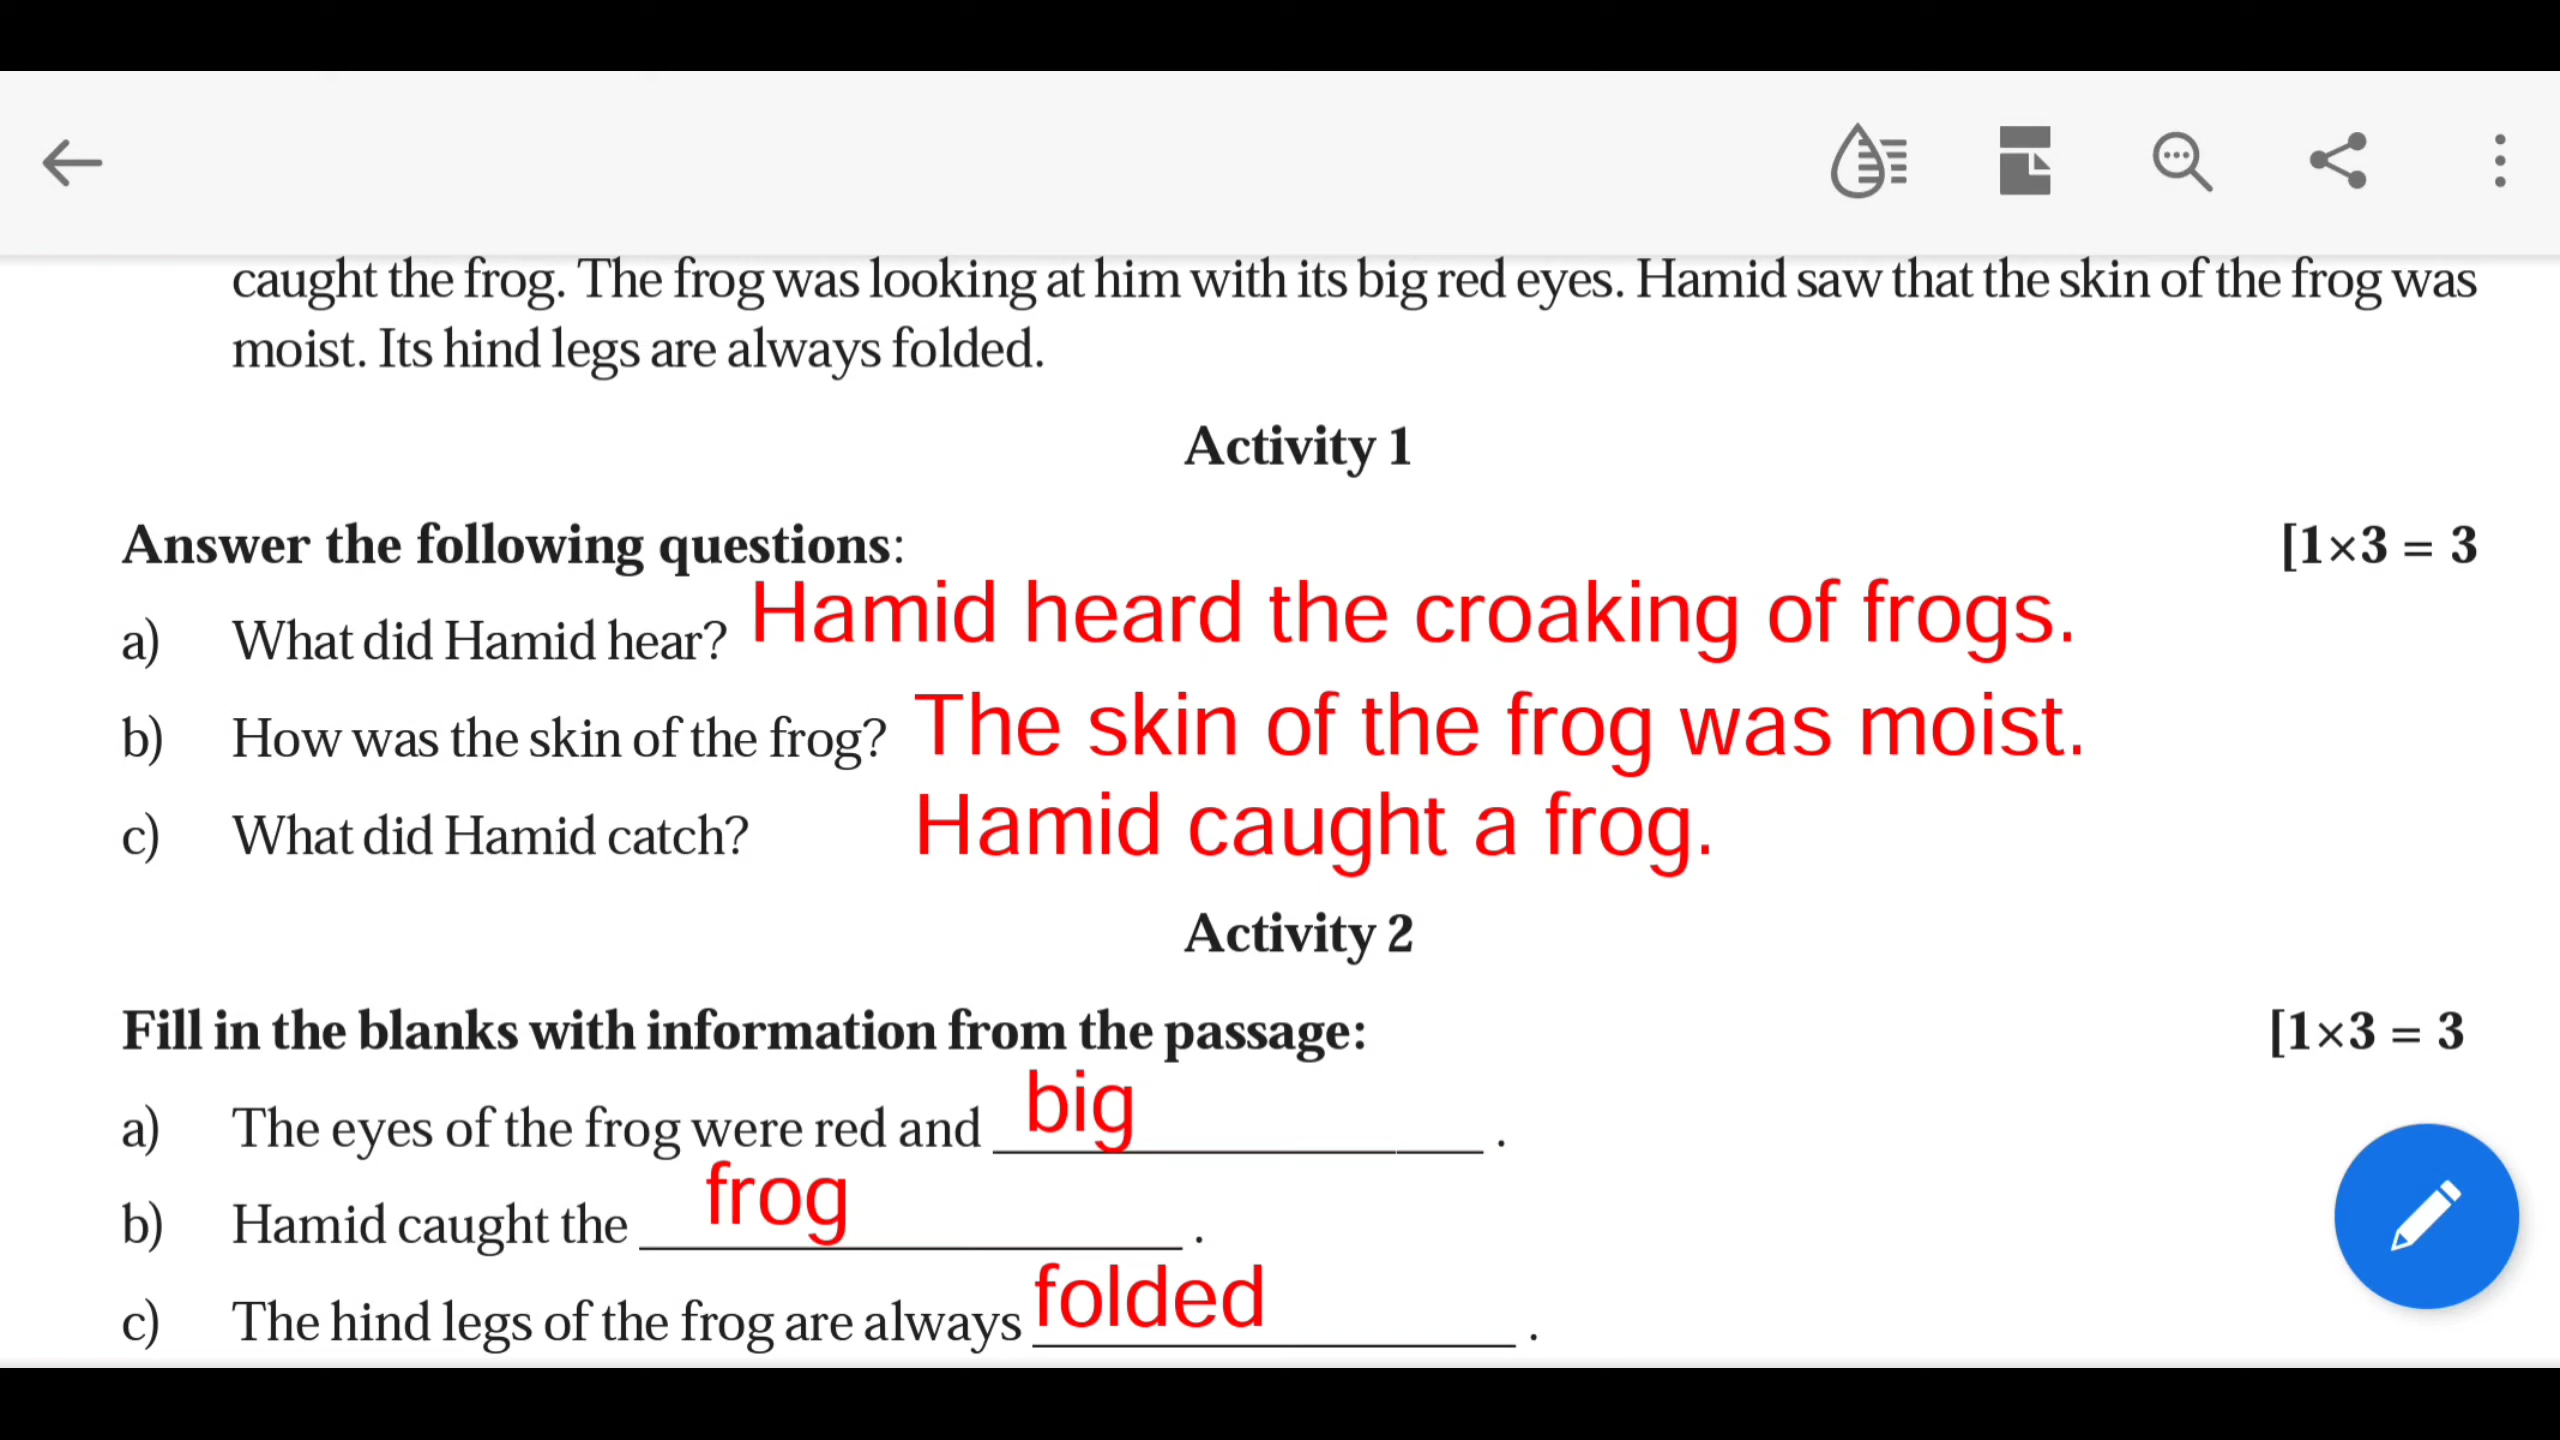 caught the frog. The frog was looking at him with its big red eyes. Hamid saw that the skin of the frog was
moist. Its hind legs are always folded.
Activity 1
Answer the following questions: [1×3 = 3
a) What did Hamid hear? Hamid heard the croaking of frogs.
b) How was the skin of the frog? The skin of the frog was moist.
c) What did Hamid catch? Hamid caught a frog.
Activity 2
Fill in the blanks with information from the passage: [1×3 = 3
a) The eyes of the frog were red and big .
b) Hamid caught the frog .
c) The hind legs of the frog are always folded .